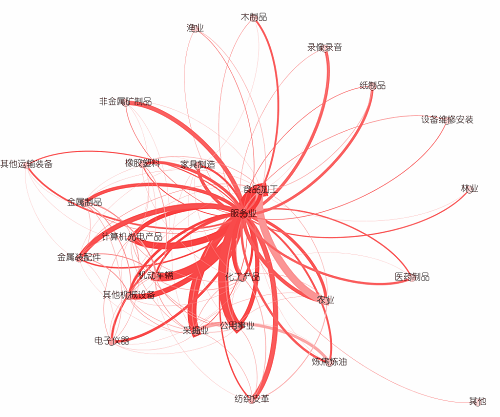 木制品
渔业
录像录音
纸制品
非金属矿制品
设备维修安装
其他运输装备
橡胶塑料
家具制造
食品加工
林业
金属制品
服务业
计算机机电产品
金属装配件
机动车辆
化工产品
医药制品
其他机械设备
农业
采掘业
公用事业
电子仪器
炼焦炼油
纺织皮革
其他